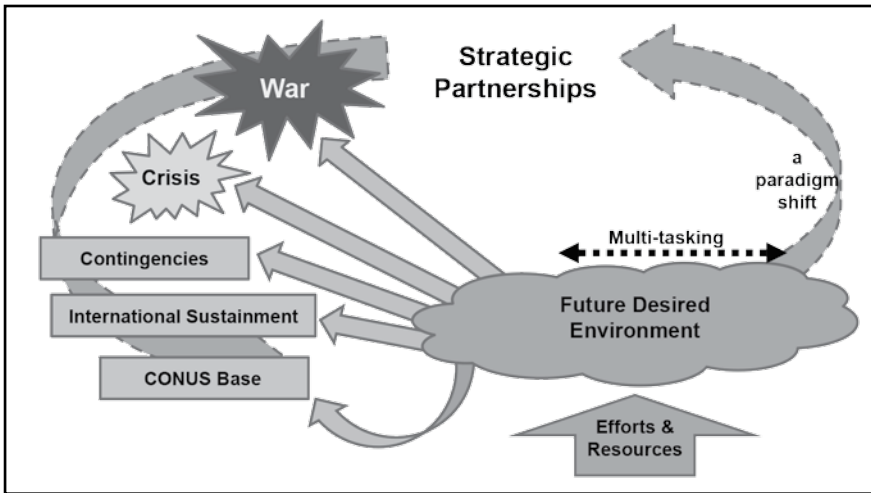 Strategic
Partnerships
War
Crisis
a
paradigm
shift
Multi-tasking
Contingencies
International Sustainment
CONUS Base
Future Desired
Environment
Efforts &
Resources